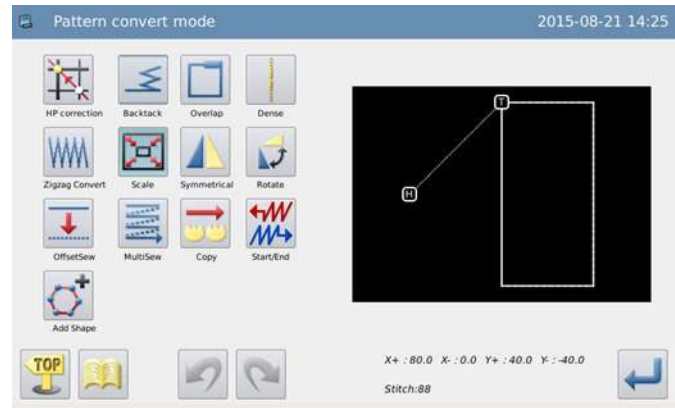 Pattern convert mode 2015-08-21 14:25
HP correction Backtack Overlap Dense
Zigzag Convert Scale Symmetrical Rotate
OffsetSew MultiSew Copy Start/End
Add Shape
T
H
TOP
X+ :80.0 X- :0.0 Y+ :40.0 Y- :-40.0
Stitch:88